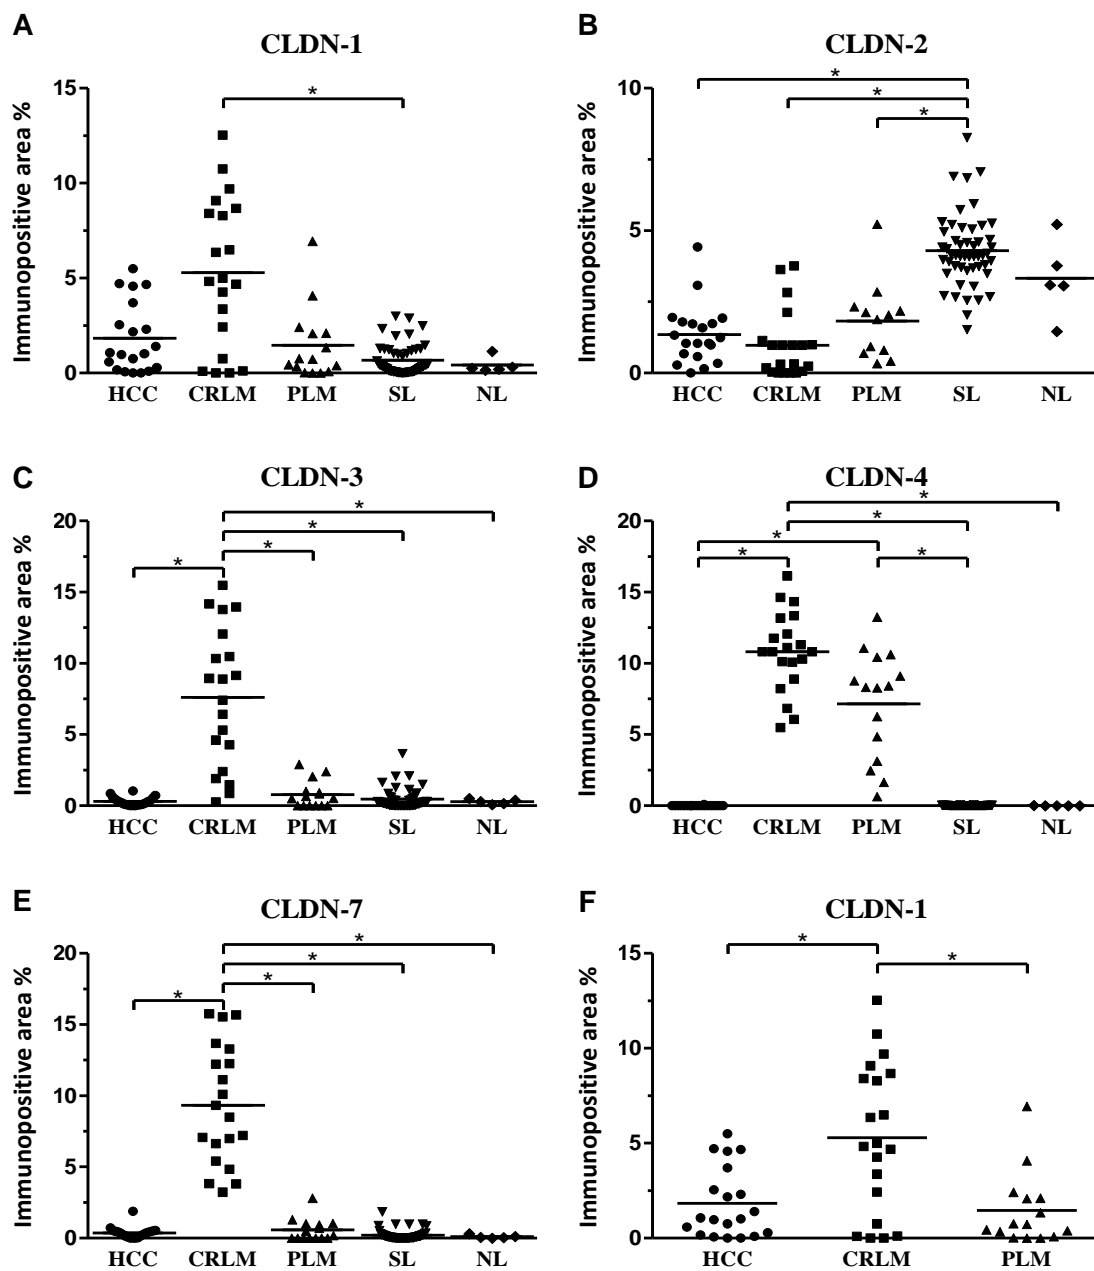 A
CLDN-1
*
Immunopositive area %
15
10
5
0
HCC CRLM PLM SL NL
B
CLDN-2
*
*
*
Immunopositive area %
10
5
0
HCC CRLM PLM SL NL
C
CLDN-3
*
*
*
*
Immunopositive area %
20
15
10
5
0
HCC CRLM PLM SL NL
D
CLDN-4
*
*
*
* *
Immunopositive area %
20
15
10
5
0
HCC CRLM PLM SL NL
E
CLDN-7
*
*
*
*
Immunopositive area %
20
15
10
5
0
HCC CRLM PLM SL NL
F
CLDN-1
*
*
Immunopositive area %
15
10
5
0
HCC CRLM PLM